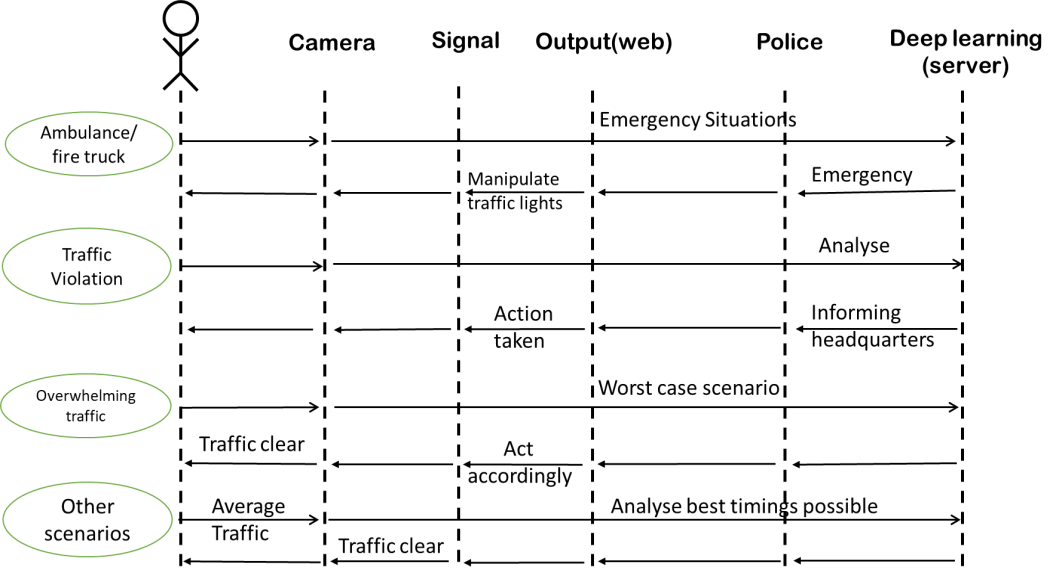 Camera
Signal
Output(web)
Police
Deep learning
(server)
Ambulance/
fire truck
Emergency Situations
Manipulate
traffic lights
Emergency
Traffic
Violation
Analyse
Action
taken
Informing
headquarters
Overwhelming
traffic
Worst case scenario
Traffic clear
Act
accordingly
Other
scenarios
Average
Traffic
Analyse best timings possible
Traffic clear